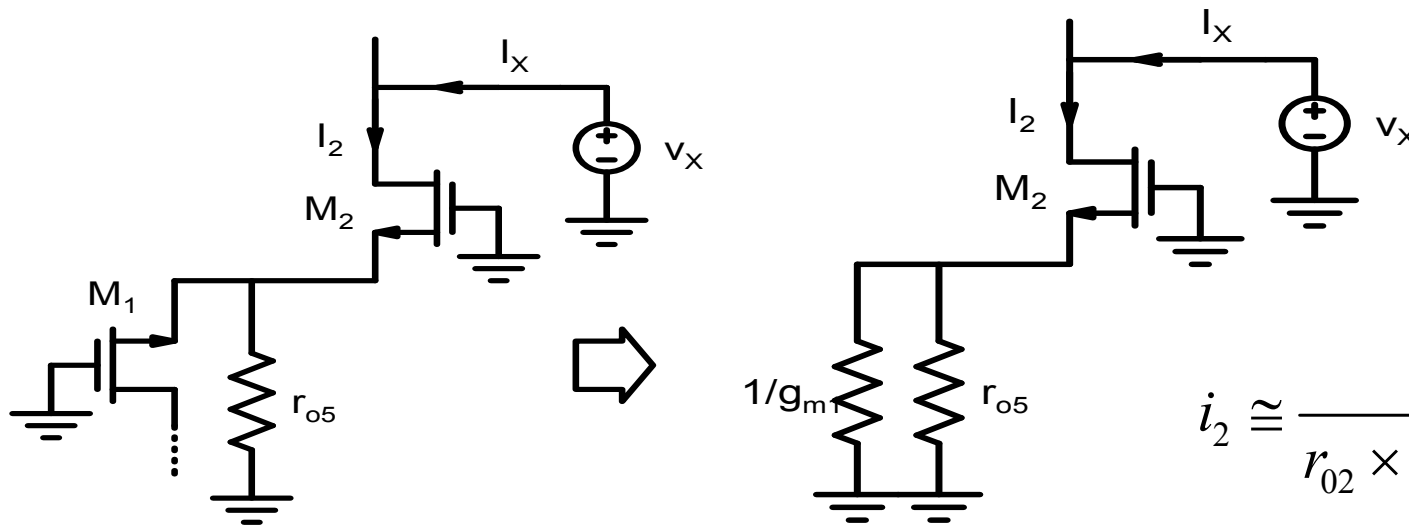 I_X
I_2
v_X
M_2
M_1
r_o5
I_X
I_2
v_X
M_2
1/g_m1
r_o5
i_2 ≅
r_02 ×